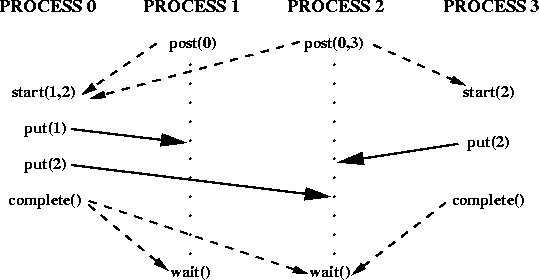 PROCESS 0 PROCESS 1 PROCESS 2 PROCESS 3
post(0) post(0,3)
start(1,2) start(2)
put(1) put(2)
put(2)
complete() complete()
wait() wait()